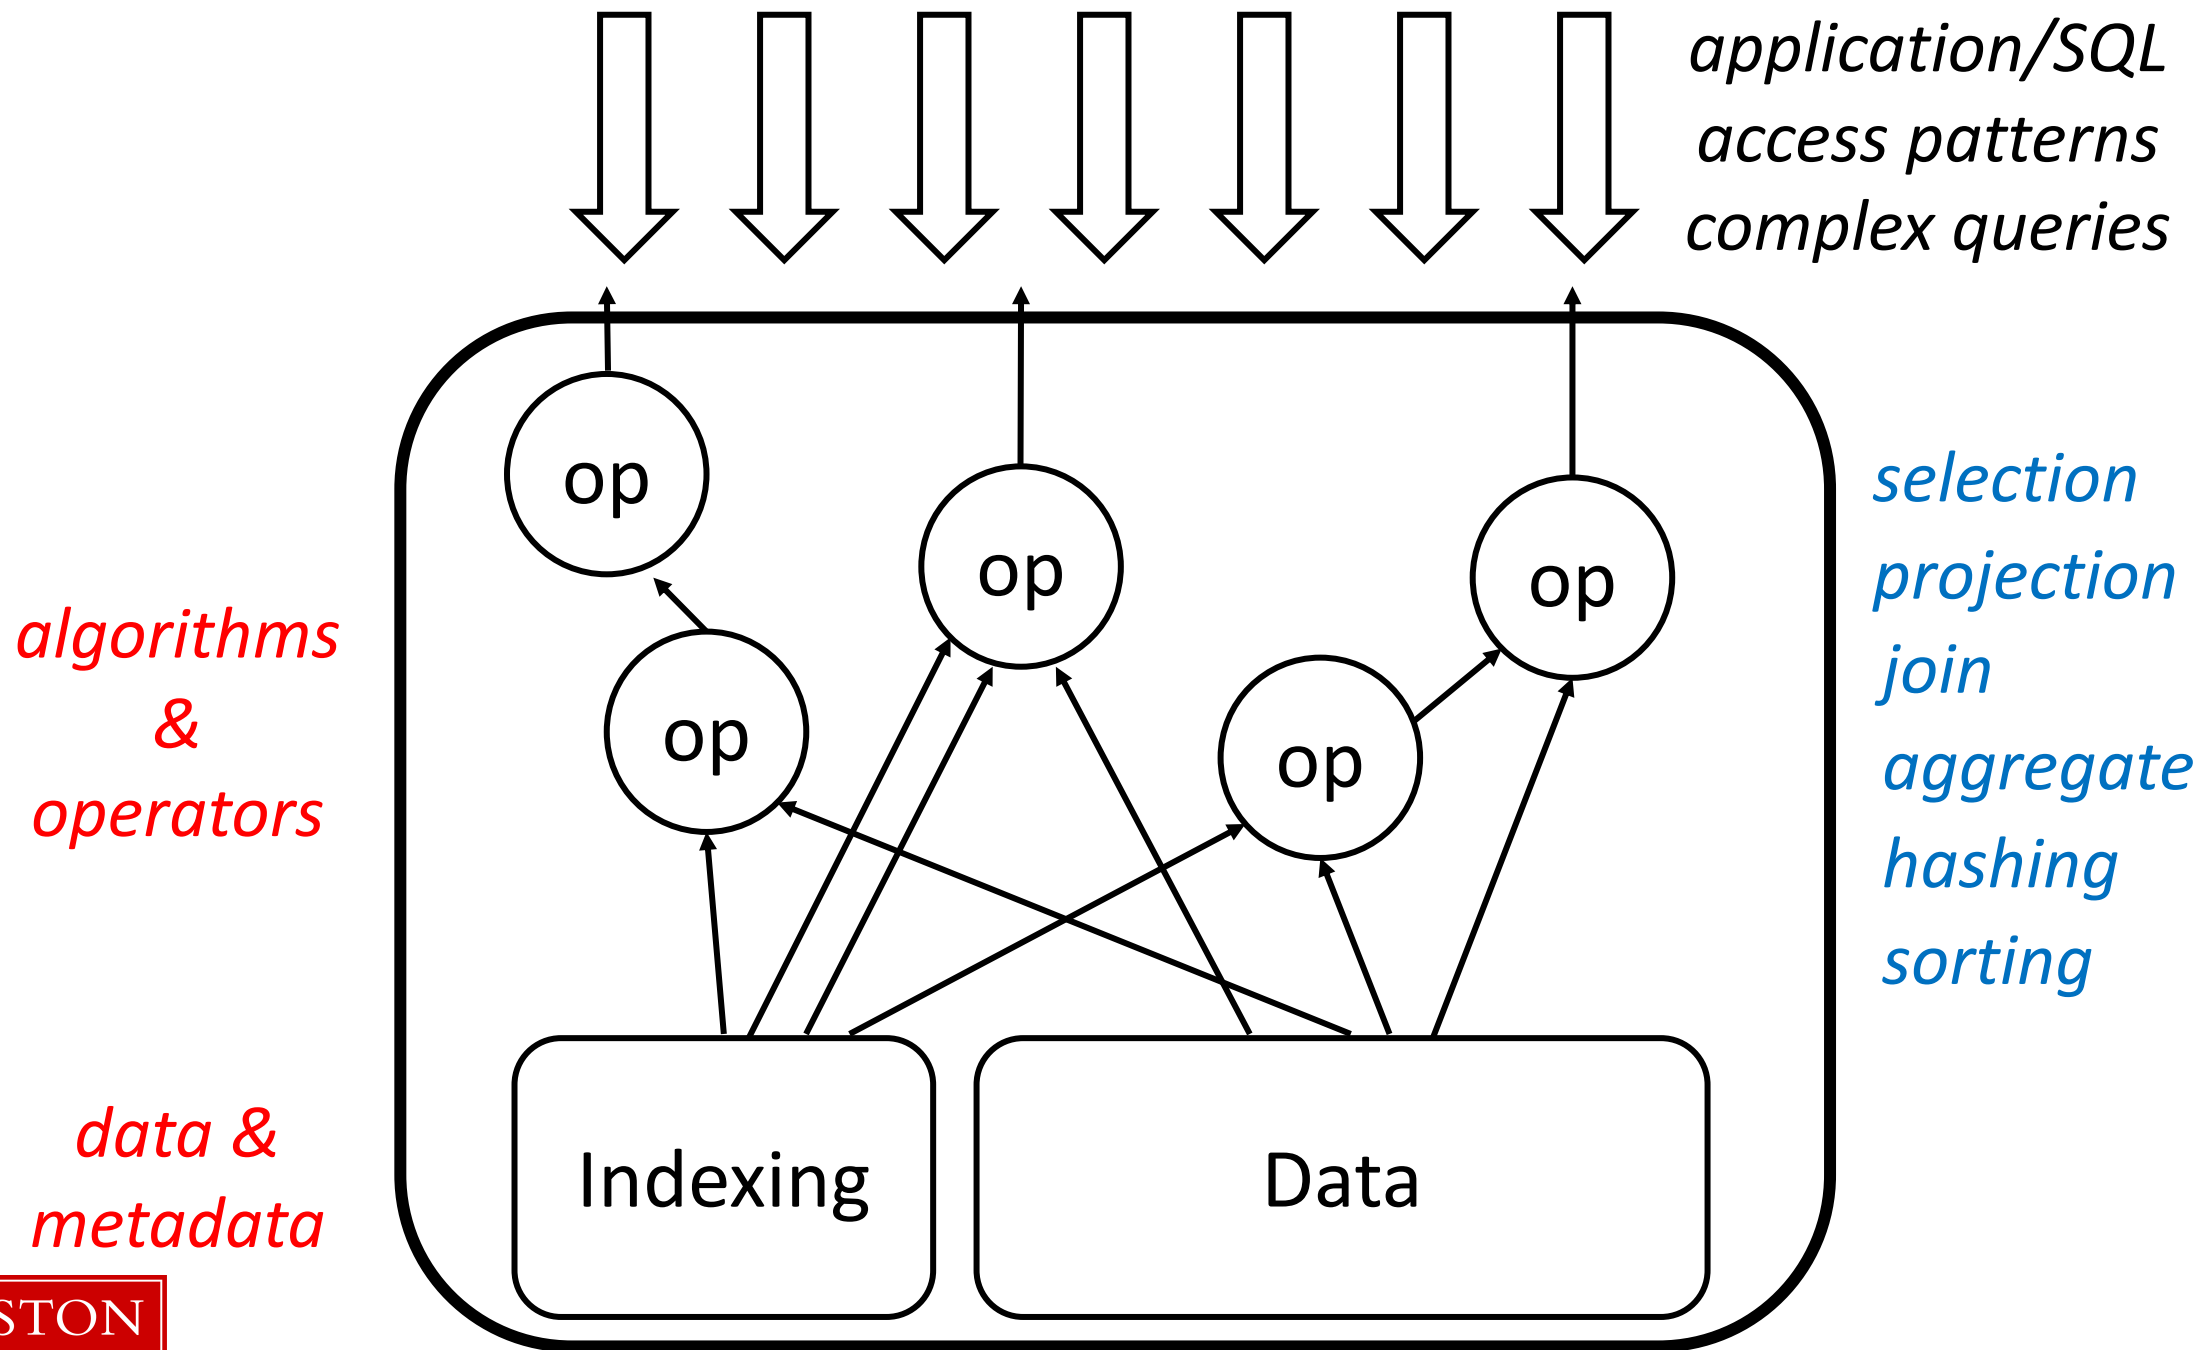 application/SQL
access patterns
complex queries
op
op
op
op
op
selection
projection
join
aggregate
hashing
sorting
algorithms
&
operators
data &
metadata
Indexing
Data
STON